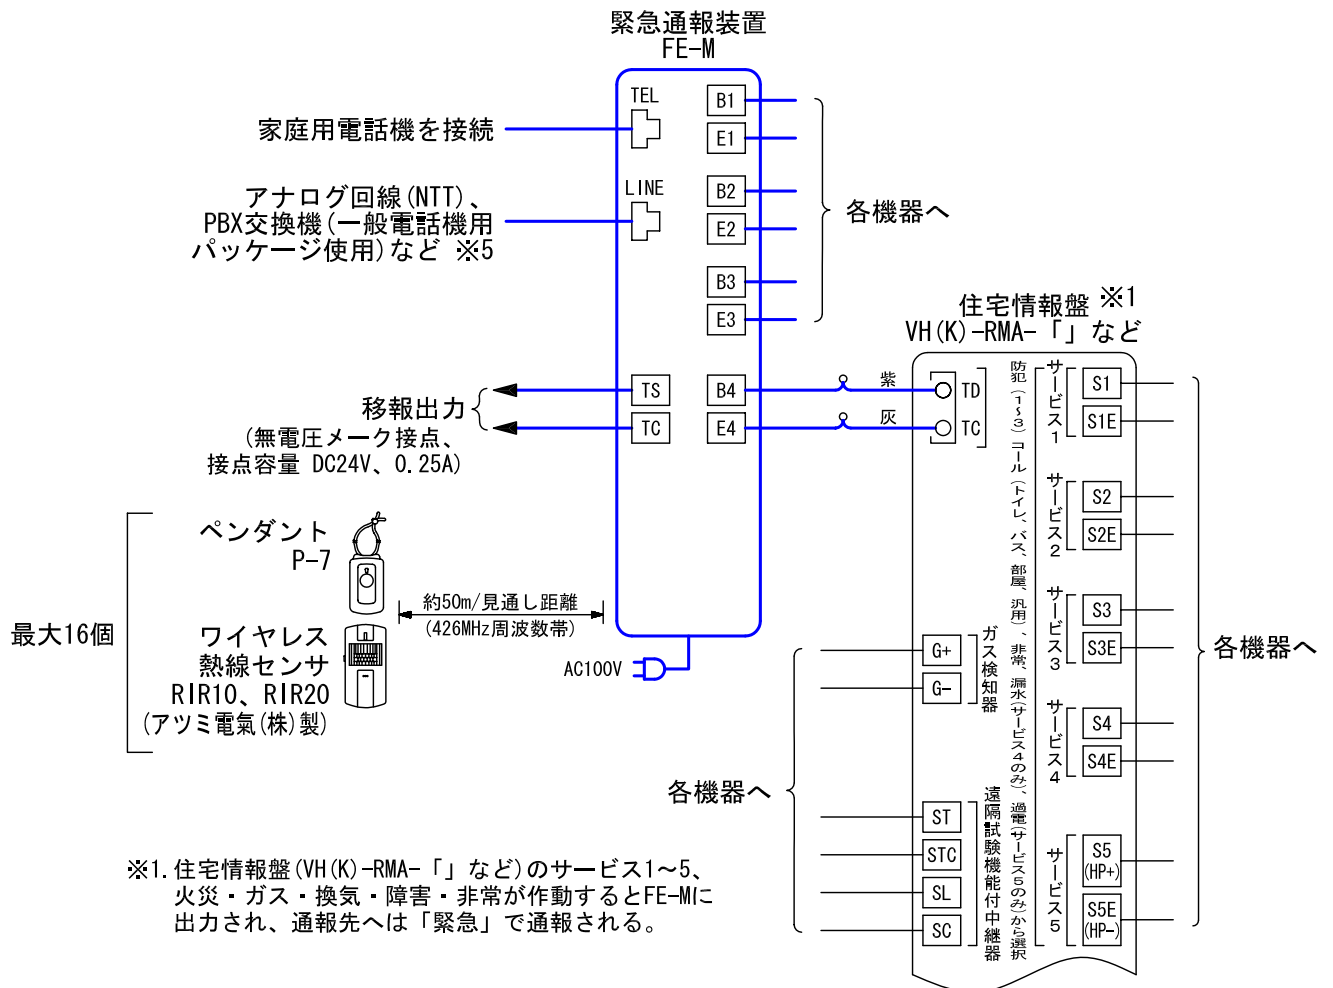 緊急通報装置
FE-M
TEL
家庭用電話機を接続
LINE
アナログ回線(NTT)、
PBX交換機(一般電話機用
パッケージ使用)など ※5
B1
E1
B2
E2
B3
E3
各機器へ
移報出力
(無電圧メーク接点、
接点容量 DC24V、0.25A)
TS
TC
B4
E4
紫
灰
住宅情報盤 ※1
VH(K)-RMA-「」など
TD
TC
防犯(1~3)コール(トイレ、バス、部屋、汎用)、非常、漏水(サービス4のみ)、過電(サービス5のみ)から選択
サービス1
S1
S1E
サービス2
S2
S2E
サービス3
S3
S3E
サービス4
S4
S4E
サービス5
S5
(HP+)
S5E
(HP-)
各機器へ
最大16個
ペンダント
P-7
ワイヤレス
熱線センサ
RIR10、RIR20
(アツミ電氣(株)製)
約50m/見通し距離
(426MHz周波数帯)
AC100V
G+
G-
ガス検知器
各機器へ
ST
STC
SL
SC
遠隔試験機能付中継器
※1. 住宅情報盤(VH(K)-RMA-「」など)のサービス1~5、
火災・ガス・換気・障害・非常が作動するとFE-Mに
出力され、通報先へは「緊急」で通報される。